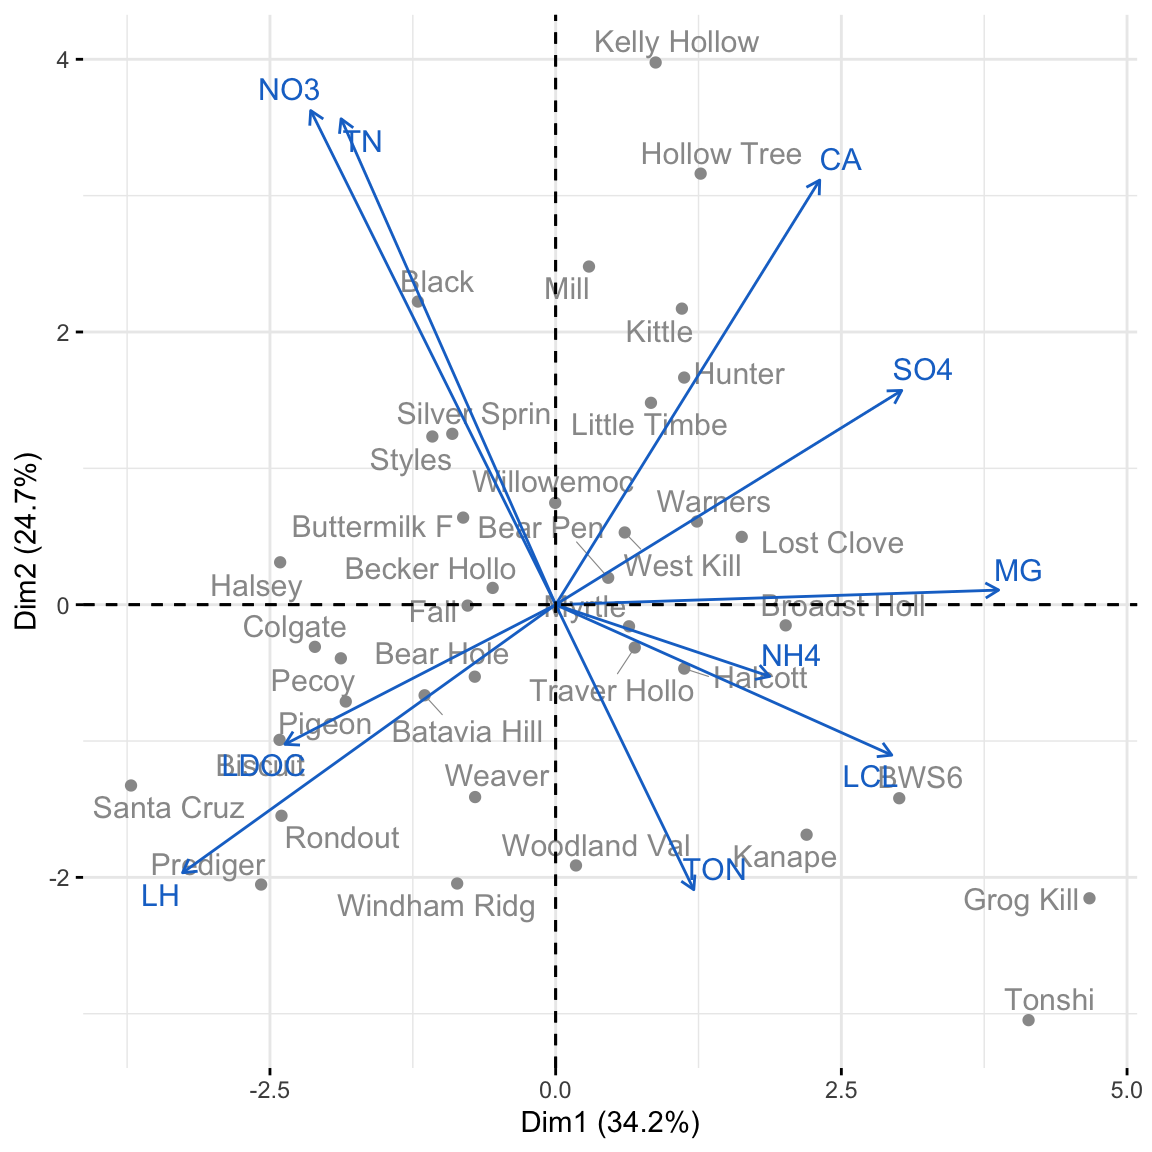 Kelly Hollow
4
NO3
TN
Hollow Tree
CA
Black
Mill
2
Kittle
Hunter
SO4
Silver Sprin
Little Timbe
Styles
Willowemoc
Warners
Buttermilk F
Bear Pen
Lost Clove
West Kill
Becker Hollo
MG
Halsey
0
Fall
Myrtle
Broadst Holl
Colgate
Bear Hole
NH4
Pecoy
Traver Hollo
Halcott
Pigeon
Batavia Hill
Biscuit
LDOC
Weaver
LCL
BWS6
Santa Cruz
Rondout
Woodland Val
Kanape
Prediger
TON
-2
LH
Windham Ridg
Grog Kill
Tonshi
-2.5
0.0
2.5
5.0
Dim1 (34.2%)
Dim2 (24.7%)